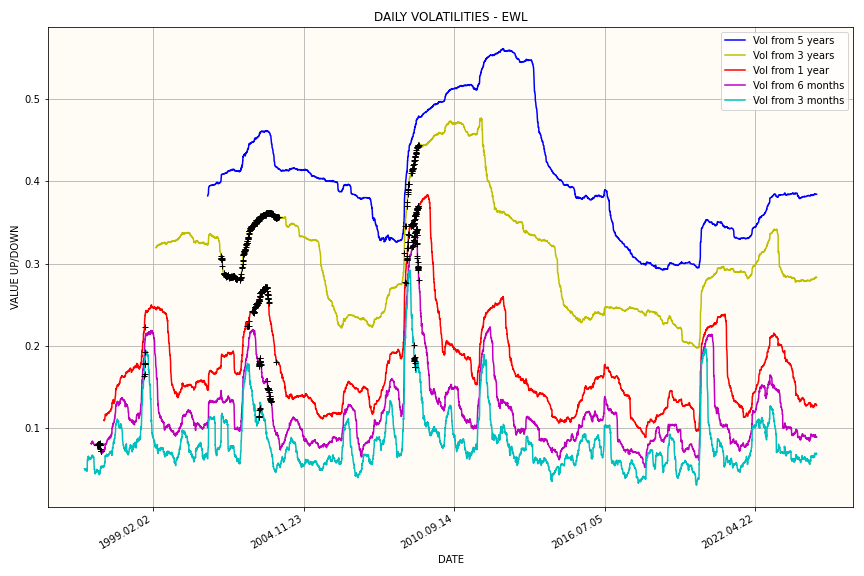 DAILY VOLATILITIES - EWL
Vol from 5 years
Vol from 3 years
Vol from 1 year
Vol from 6 months
Vol from 3 months
VALUE UP/DOWN
0.5
0.4
0.3
0.2
0.1
1999.02.02
2004.11.23
2010.09.14
2016.07.05
2022.04.22
DATE